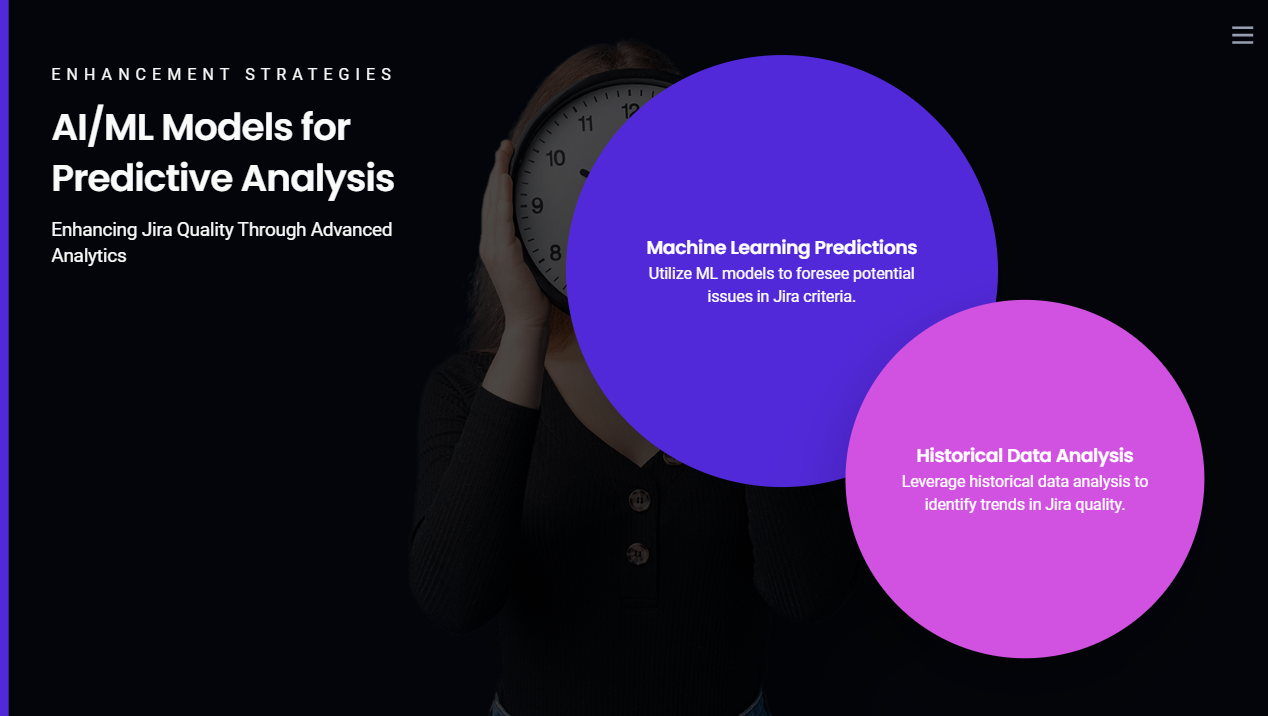 ENHANCEMENT STRATEGIES
AI/ML Models for
Predictive Analysis
Enhancing Jira Quality Through Advanced
Analytics
12
11
10
9
8
Machine Learning Predictions
Utilize ML models to foresee potential
issues in Jira criteria.
Historical Data Analysis
Leverage historical data analysis to
identify trends in Jira quality.